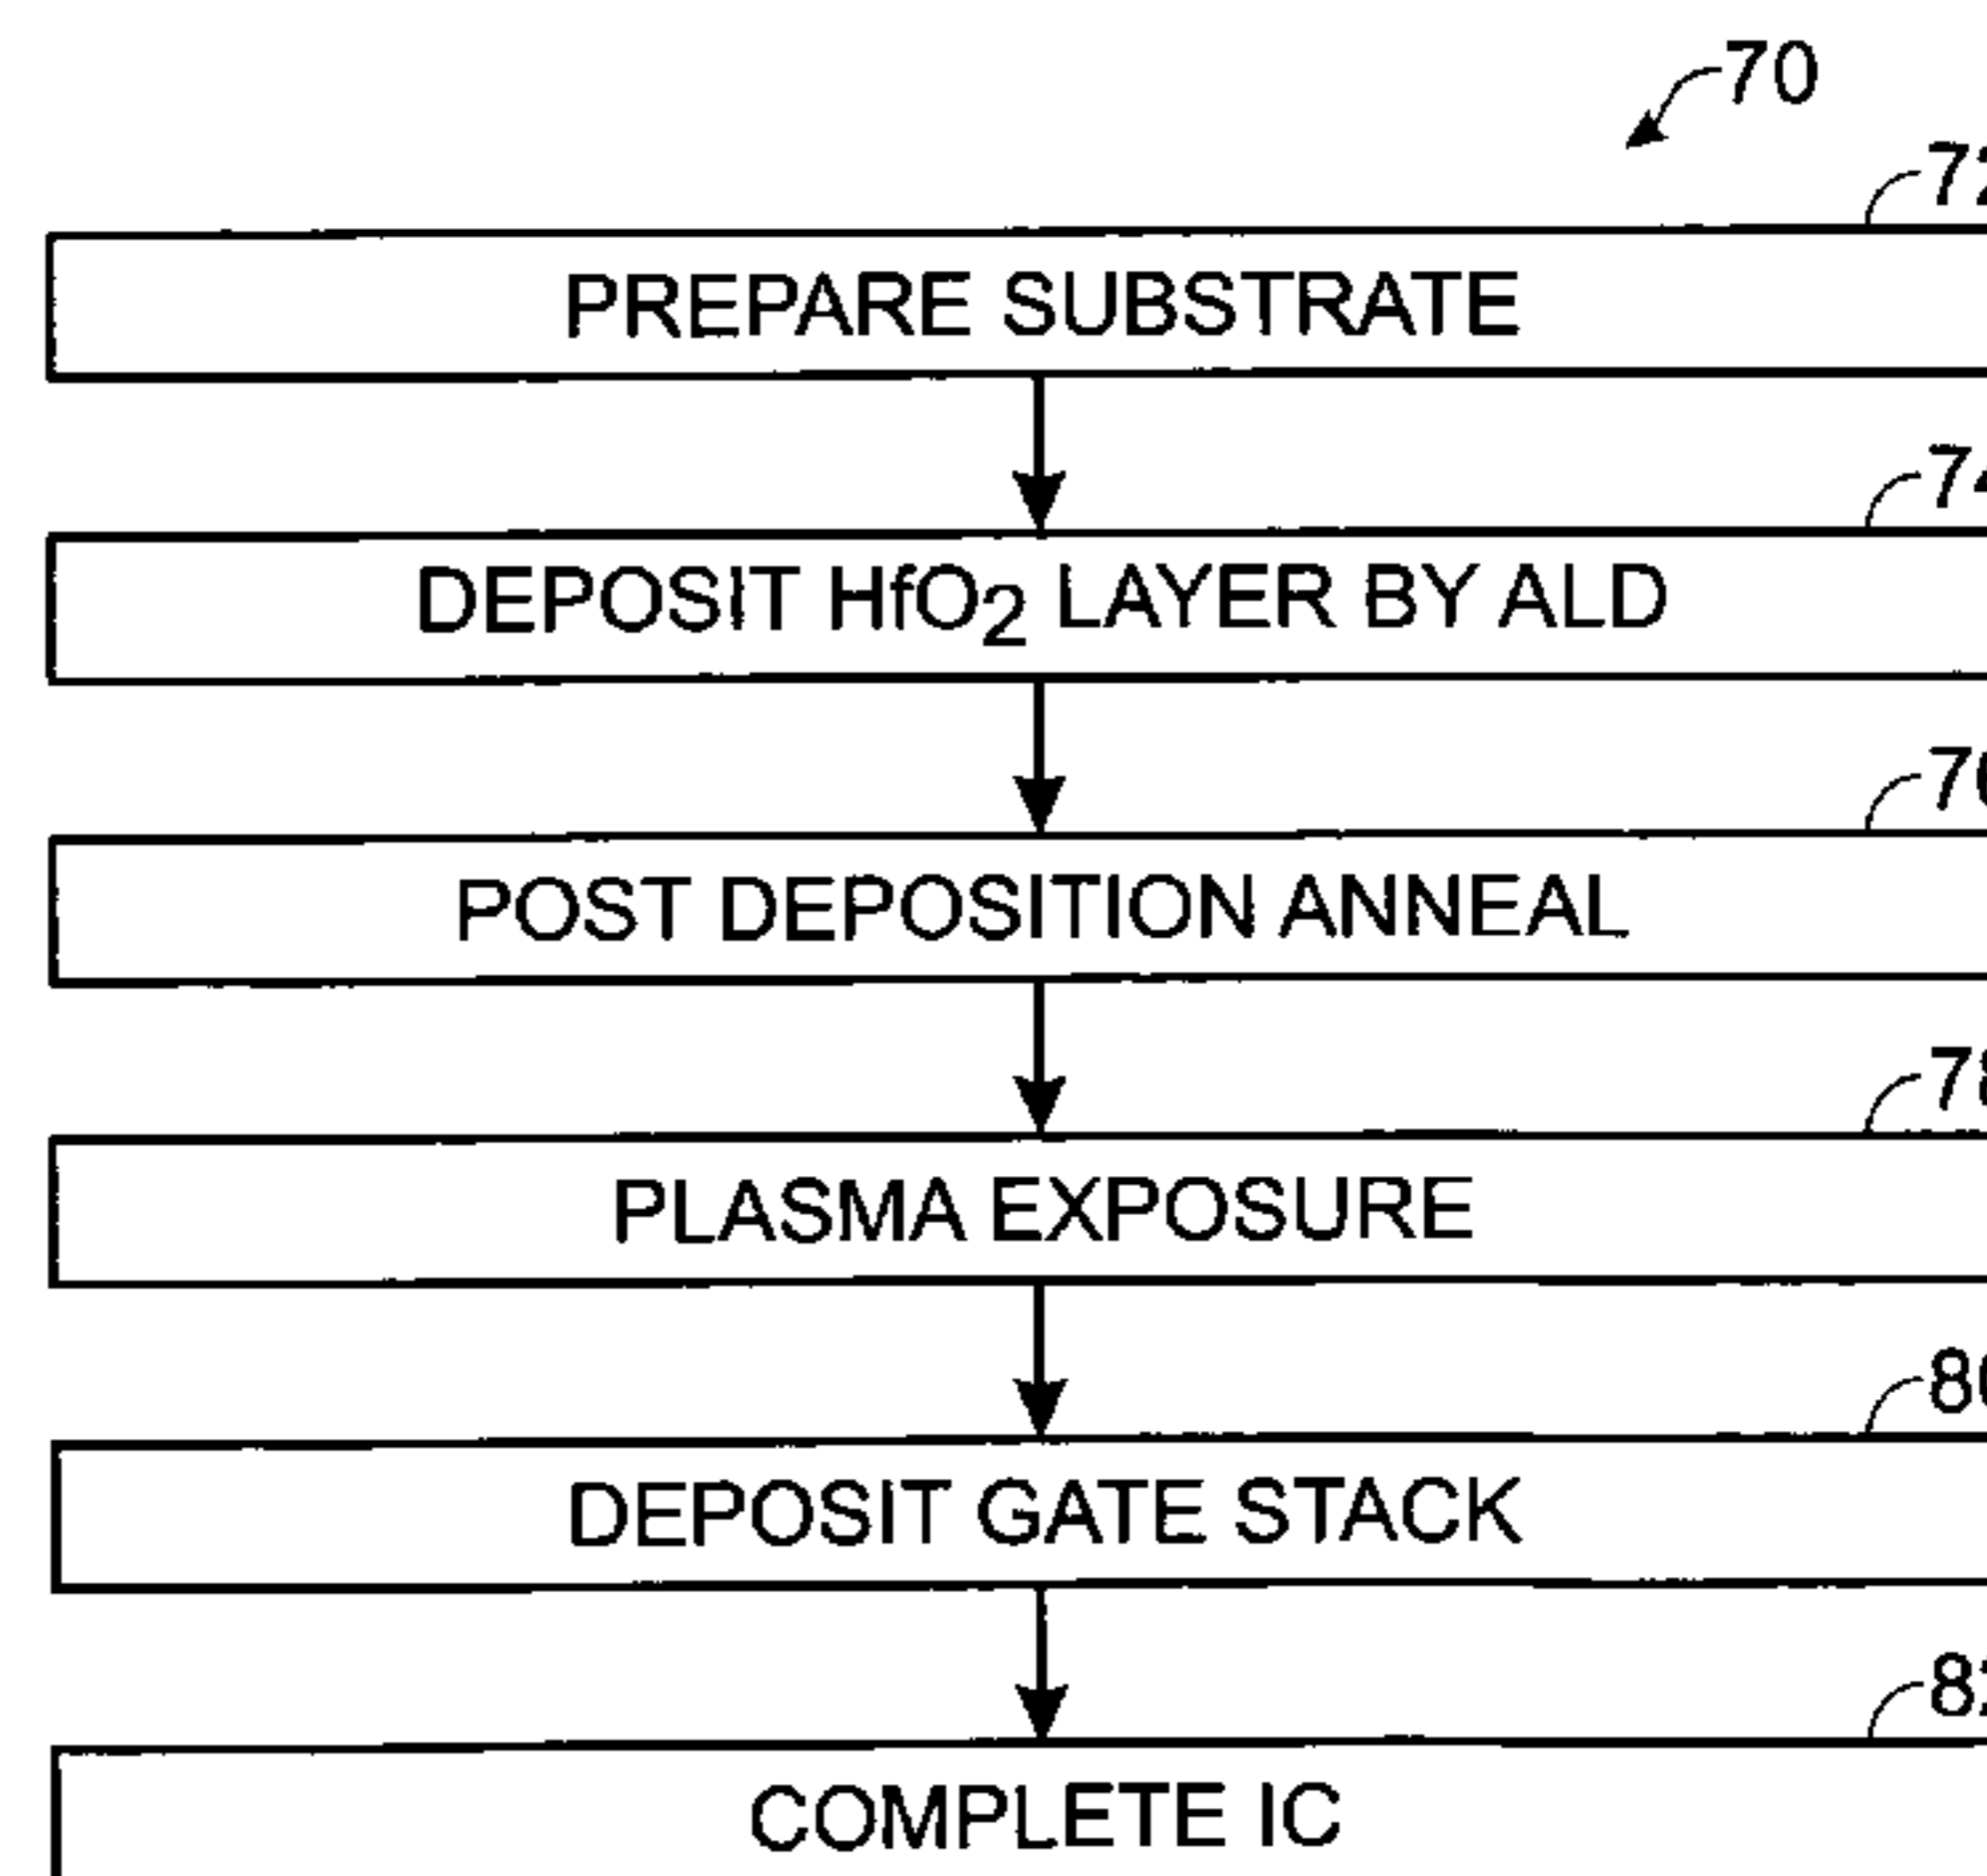 70
PREPARE SUBSTRATE
DEPOSIT HfO₂ LAYER BY ALD
POST DEPOSITION ANNEAL
PLASMA EXPOSURE
DEPOSIT GATE STACK
COMPLETE IC